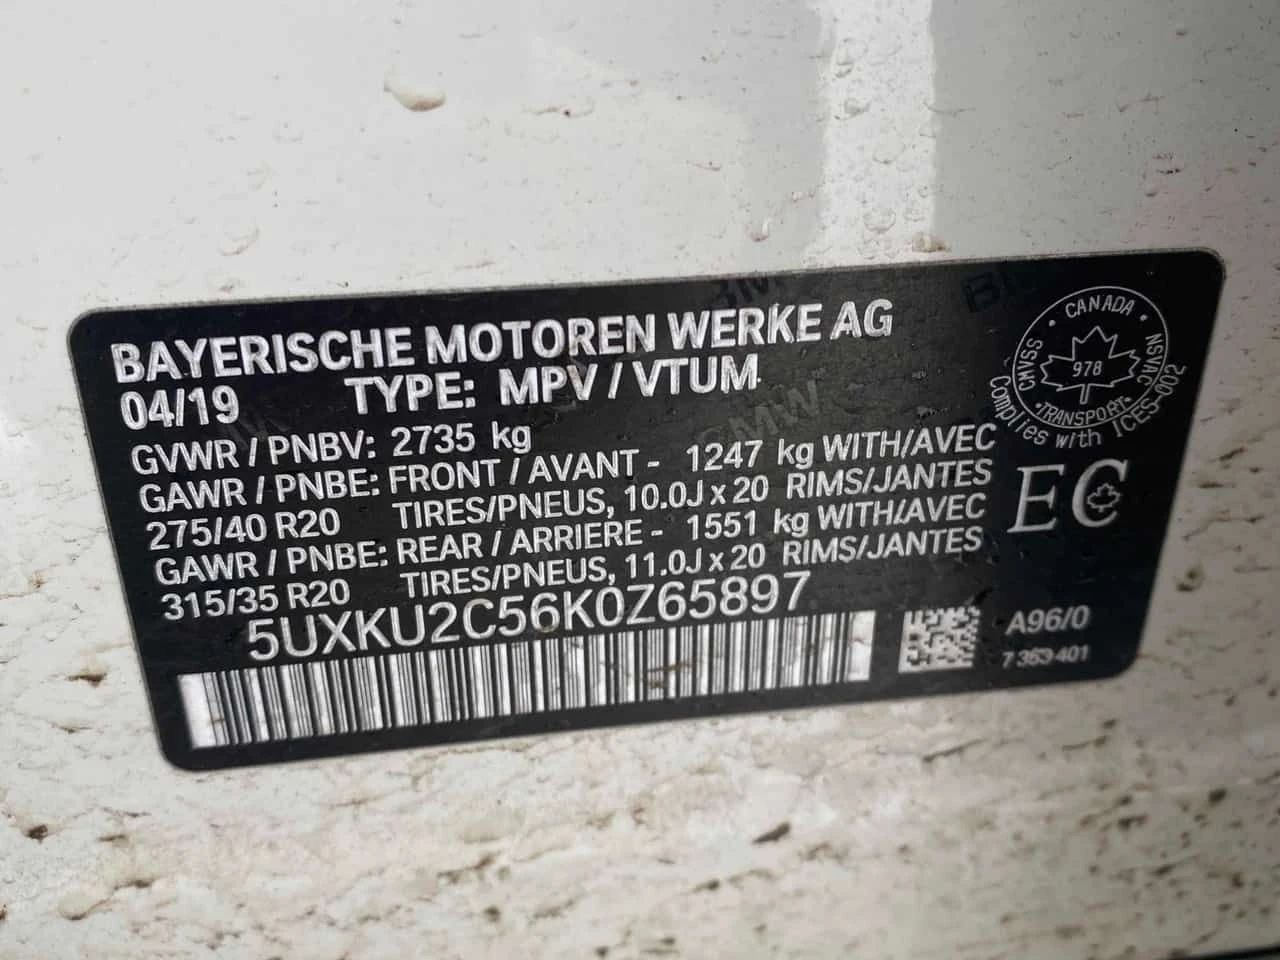 BAYERISCHE MOTOREN WERKE AG
04/19 TYPE: MPV / VTUM
GVWR / PNBV: 2735 kg
GAWR / PNBE: FRONT / AVANT - 1247 kg WITH/AVEC
275/40 R20 TIRES/PNEUS, 10.0J x 20 RIMS/JANTES
GAWR / PNBE: REAR / ARRIERE - 1551 kg WITH/AVEC
315/35 R20 TIRES/PNEUS, 11.0J x 20 RIMS/JANTES
5UXKU2C56K0Z65897
CANADA
CMVSS
978
NSVAC
TRANSPORT
Complies with ICES-002
EC
A96/0
7 363 401